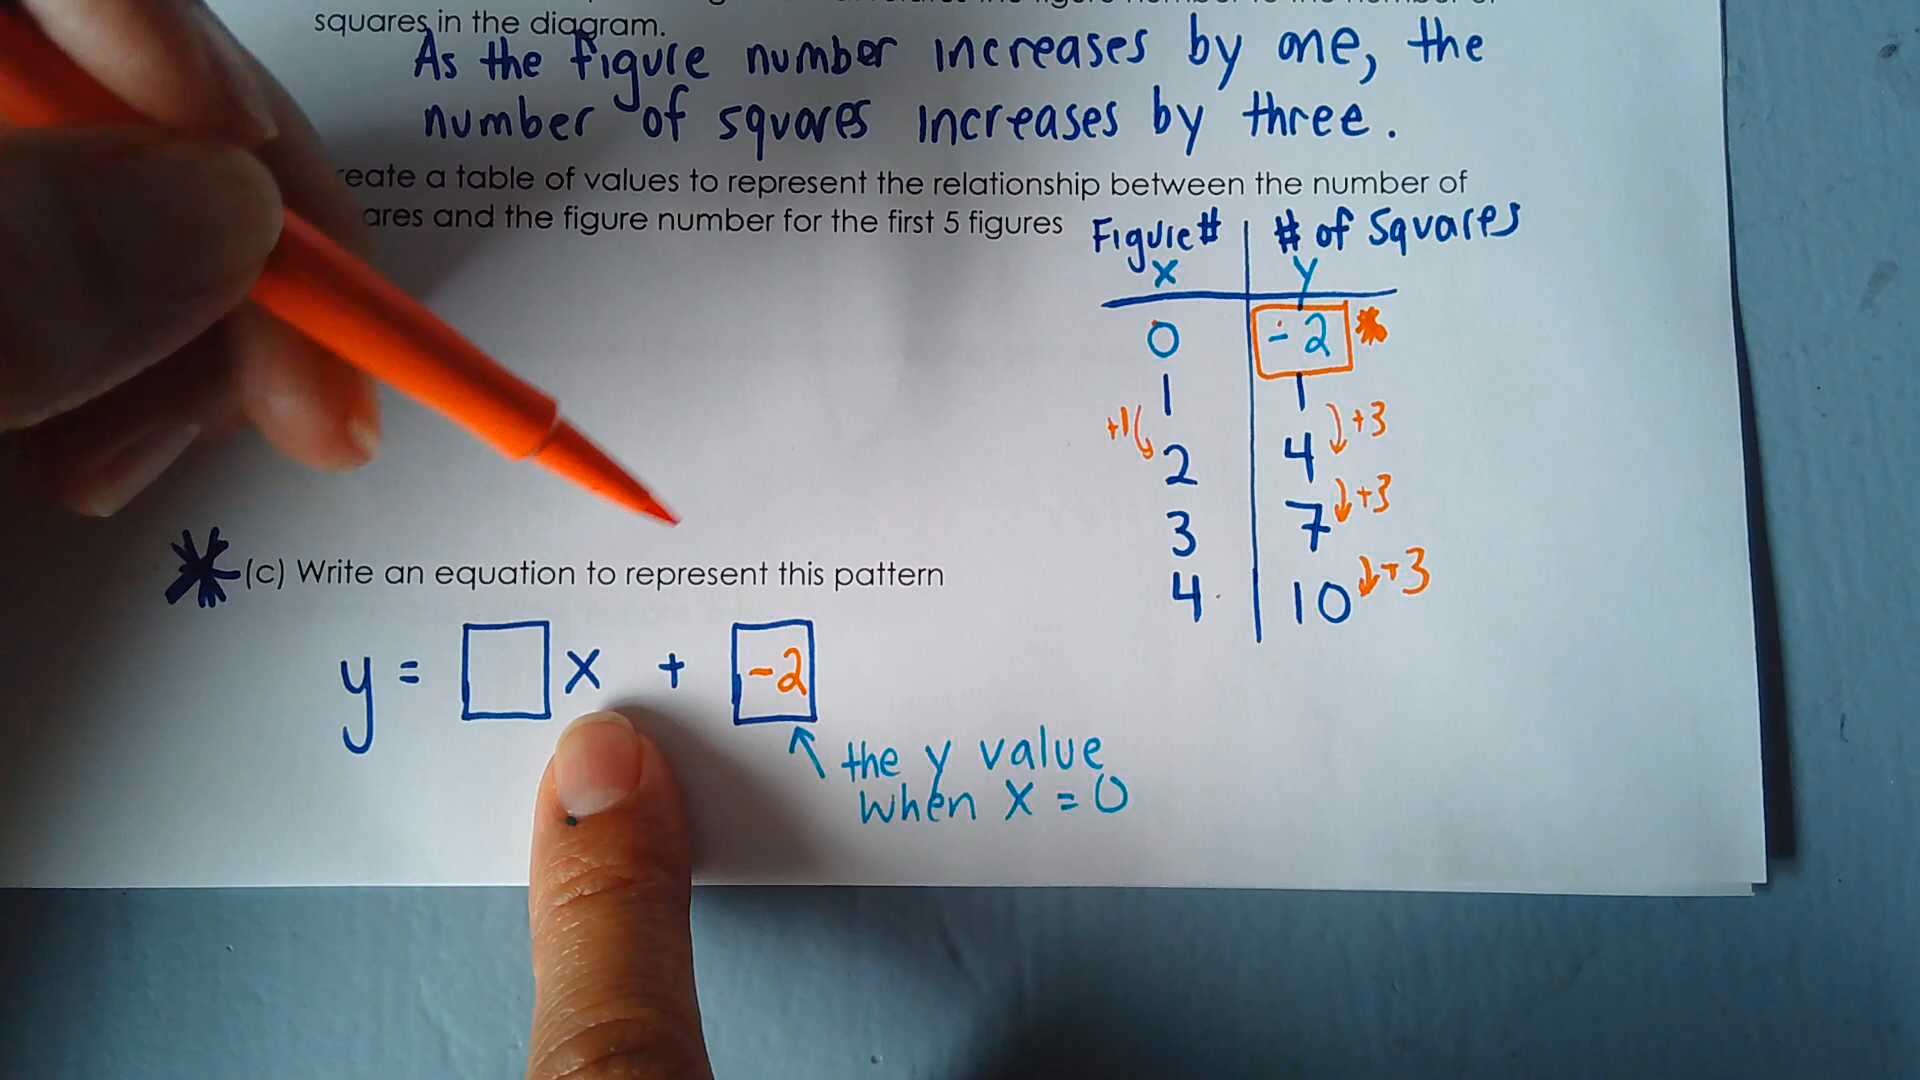 squares in the diagram.
As the figure number increases by one, the
number of squares increases by three.
reate a table of values to represent the relationship between the number of
ares and the figure number for the first 5 figures
Figure # # of Squares
x y
0 -2 *
1 1
+1 +3
2 4
+3
3 7
+3
4 10
(c) Write an equation to represent this pattern
y = x + -2
the y value
when x = 0